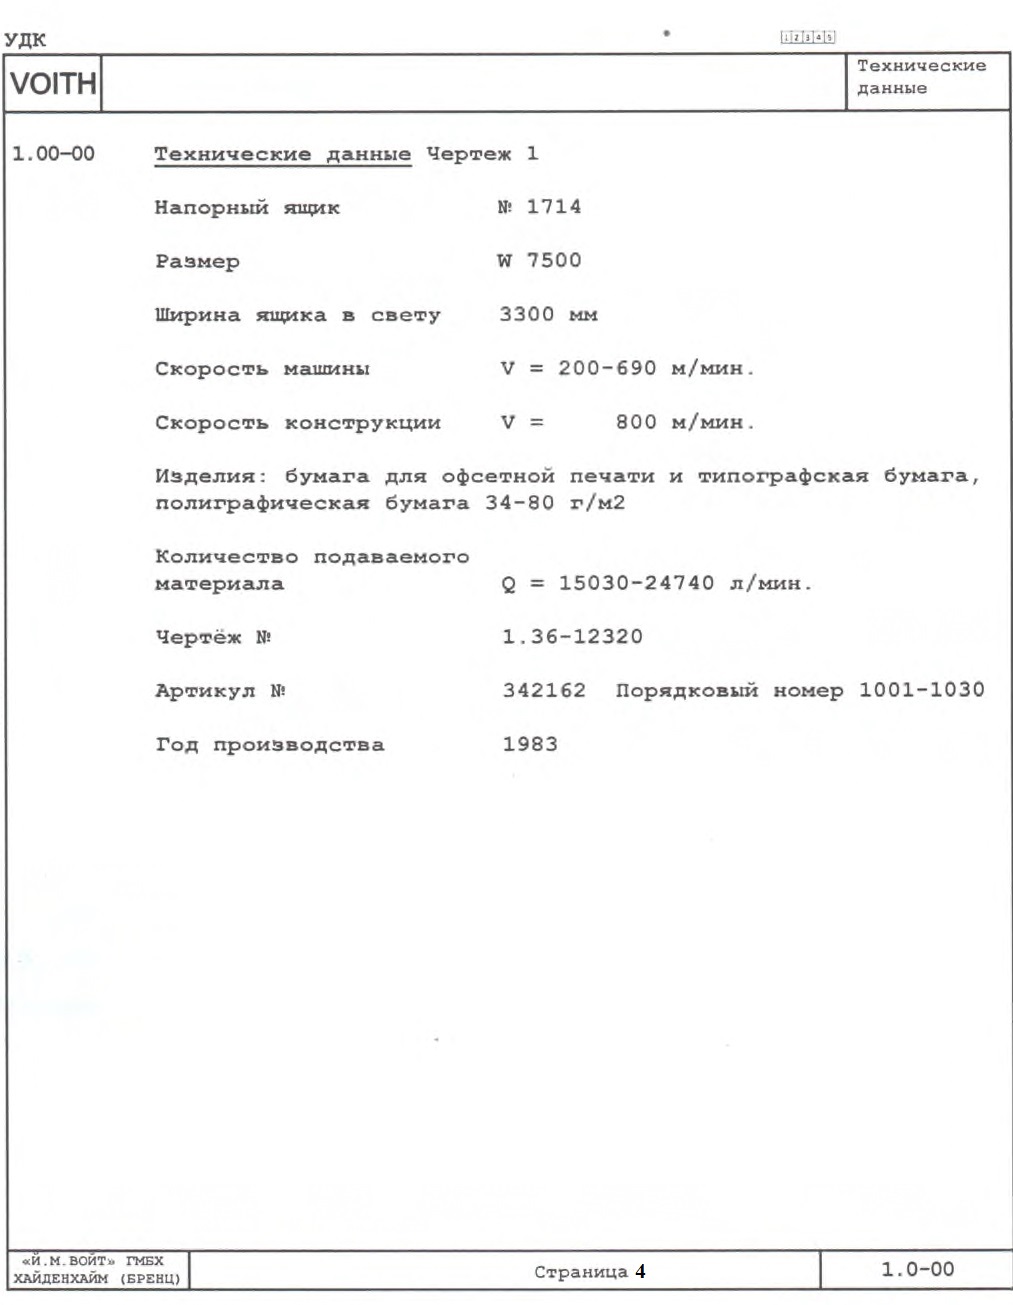 УДК
1 2 3 4 5
VOITH
Технические
данные
1.00-00 Технические данные Чертеж 1
Напорный ящик № 1714
Размер W 7500
Ширина ящика в свету 3300 мм
Скорость машины V = 200-690 м/мин.
Скорость конструкции V = 800 м/мин.
Изделия: бумага для офсетной печати и типографская бумага,
полиграфическая бумага 34-80 г/м2
Количество подаваемого
материала Q = 15030-24740 л/мин.
Чертёж № 1.36-12320
Артикул № 342162 Порядковый номер 1001-1030
Год производства 1983
«Й.М.ВОЙТ» ГМБХ
ХАЙДЕНХАЙМ (БРЕНЦ)
Страница 4
1.0-00